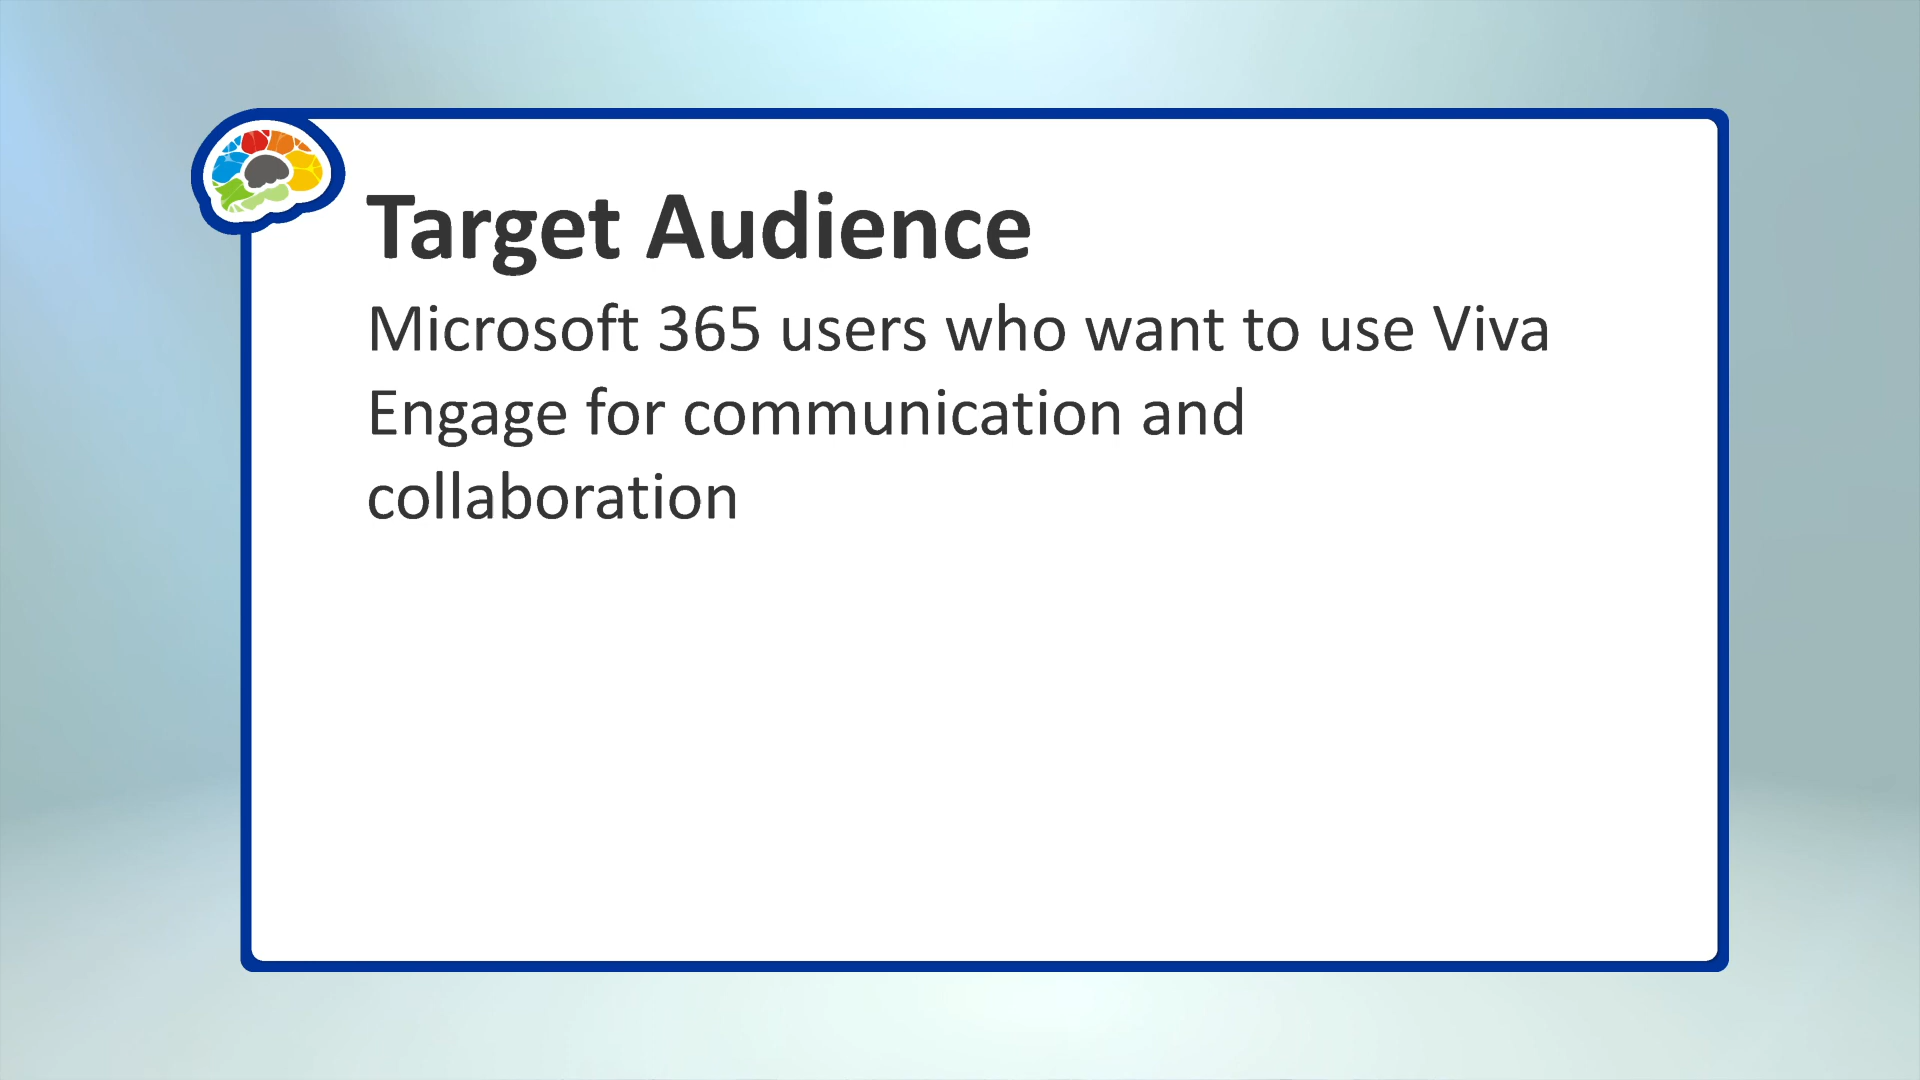 Target Audience
Microsoft 365 users who want to use Viva
Engage for communication and
collaboration